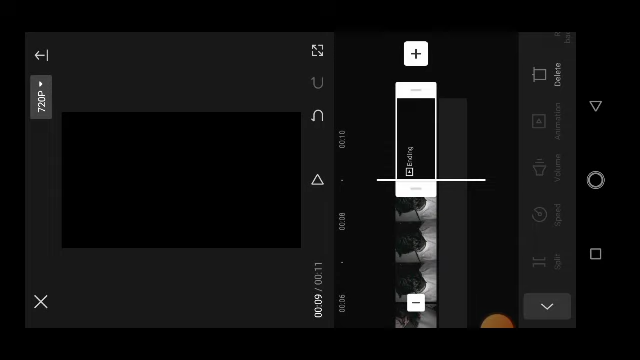 720P
00:09 / 00:11
00:10
00:08
00:06
Ending
Split
Speed
Volume
Animation
Delete